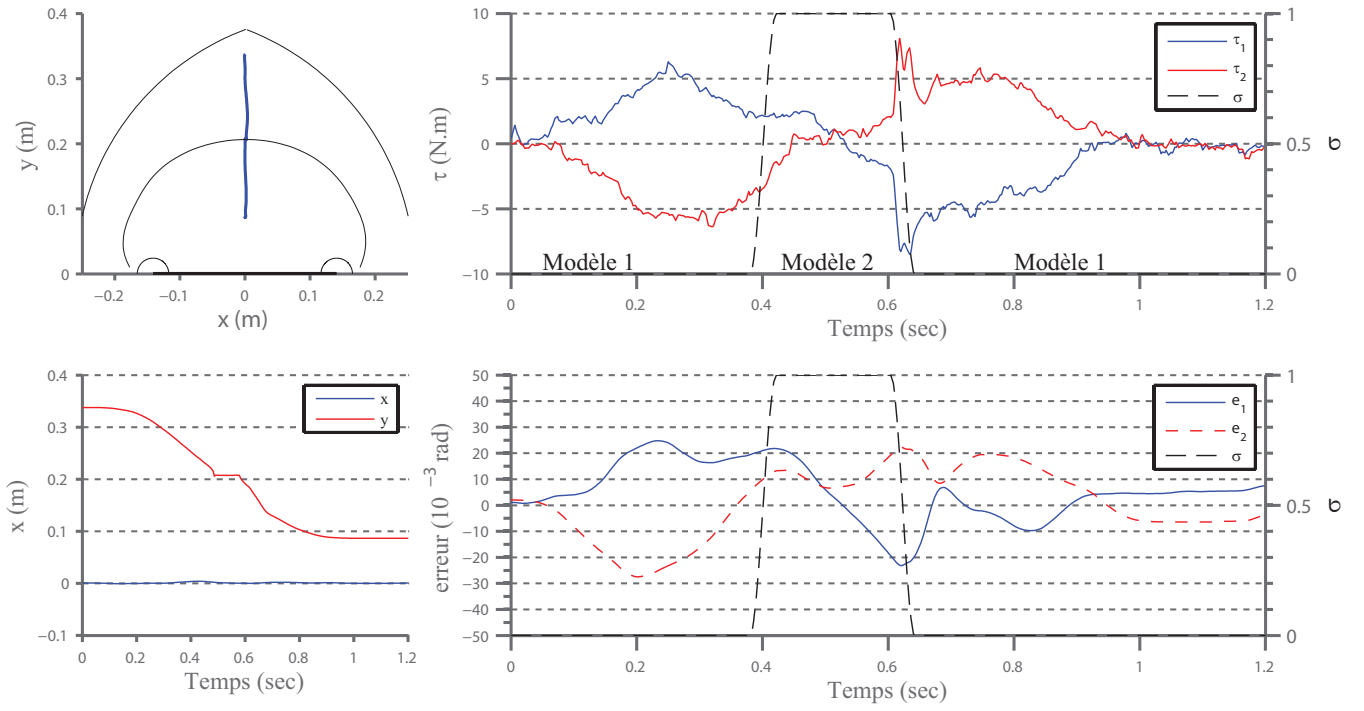 0.4
0.3
0.2
0.1
0
y (m)
−0.2
−0.1
0
0.1
0.2
x (m)
10
5
0
−5
−10
τ (N.m)
1
0.5
0
σ
τ1
τ2
σ
Modèle 1
Modèle 2
Modèle 1
0
0.2
0.4
0.6
0.8
1
1.2
Temps (sec)
0.4
0.3
0.2
0.1
0
−0.1
x (m)
x
y
0
0.2
0.4
0.6
0.8
1
1.2
Temps (sec)
50
40
30
20
10
0
−10
−20
−30
−40
−50
erreur (10 −3 rad)
1
0.5
0
σ
e1
e2
σ
0
0.2
0.4
0.6
0.8
1
1.2
Temps (sec)